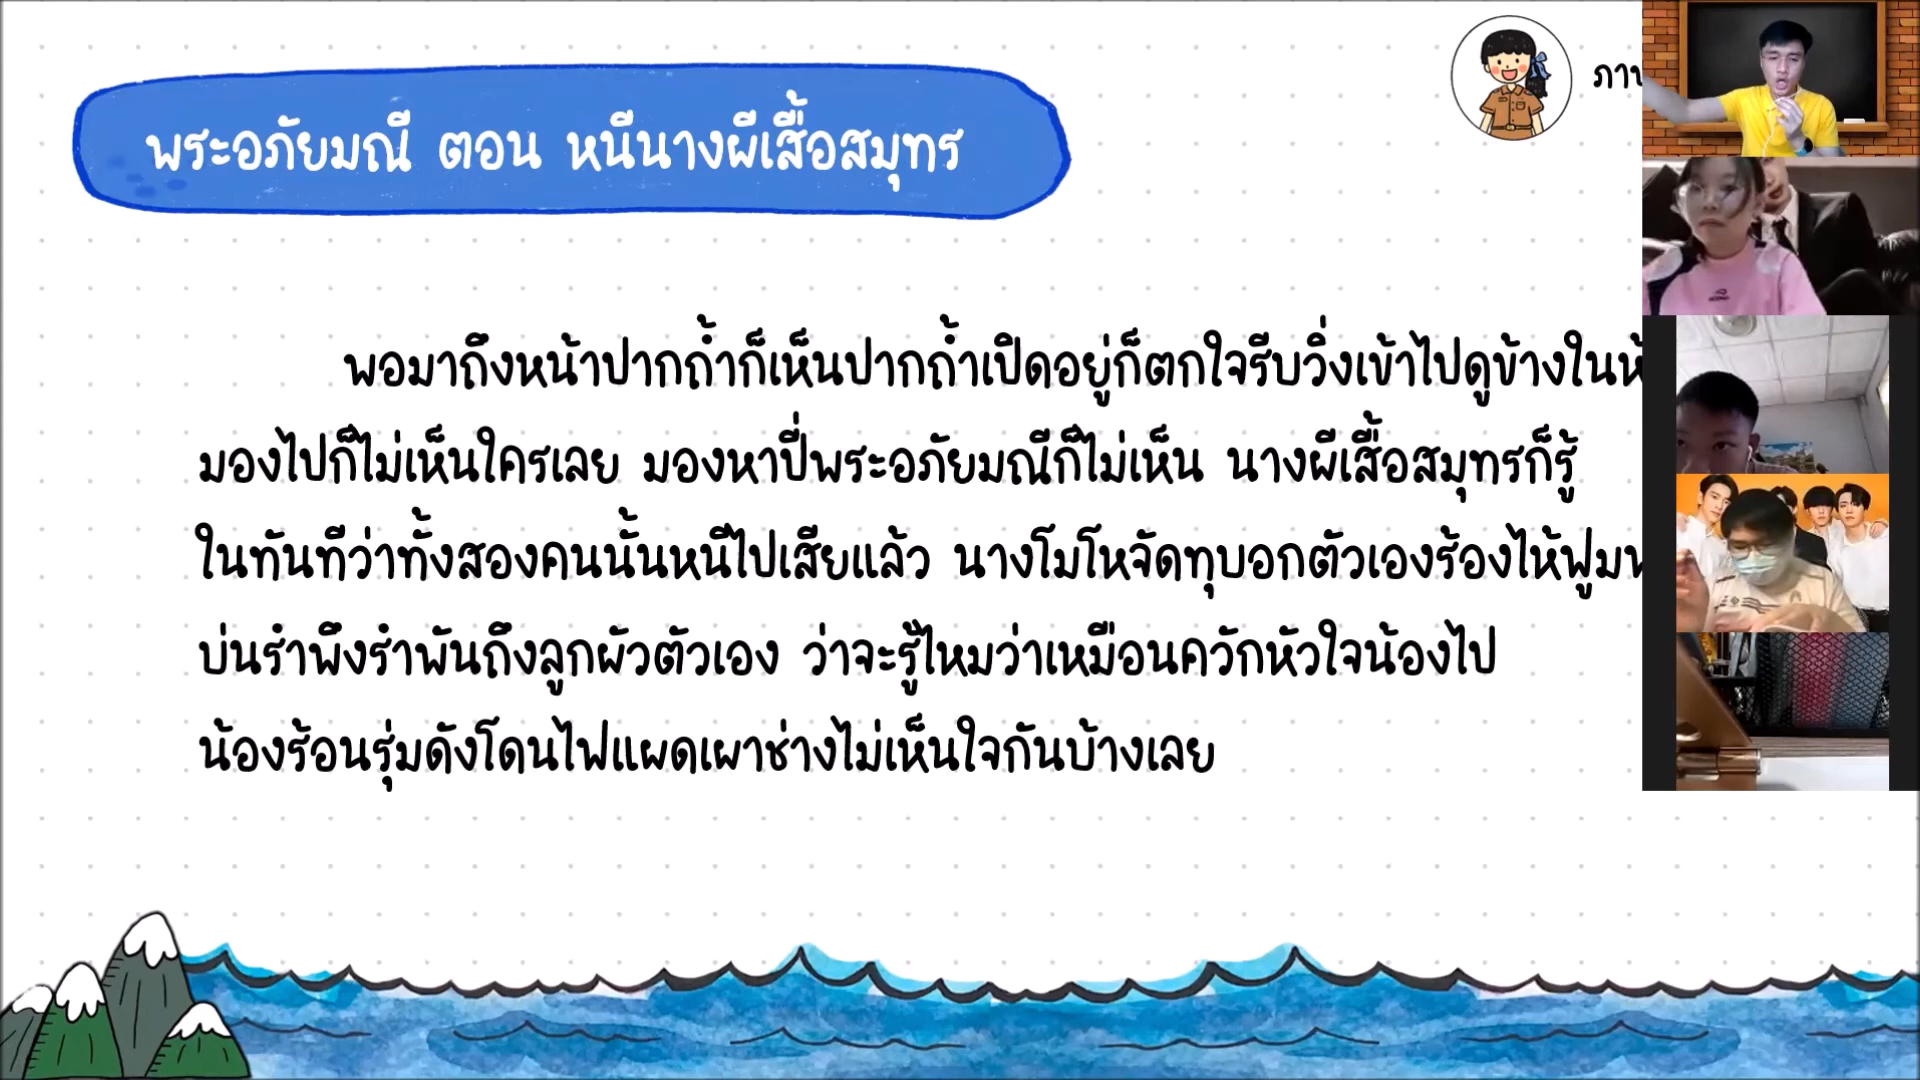 พระอภัยมณี ตอน หนีนางผีเสื้อสมุทร
พอมาถึงหน้าปากถ้ำก็เห็นปากถ้ำเปิดอยู่ก็ตกใจรีบวิ่งเข้าไปดูข้างใน
มองไปก็ไม่เห็นใครเลย มองหาปี่พระอภัยมณีก็ไม่เห็น นางผีเสื้อสมุทรก็รู้
ในทันทีว่าทั้งสองคนนั้นหนีไปเสียแล้ว นางโมโหจัดทุบอกตัวเองร้องไห้
บ่นรำพึงรำพันถึงลูกผัวตัวเอง ว่าจะรู้ไหมว่าเหมือนควักหัวใจน้องไป
น้องร้อนรุ่มดังโดนไฟแผดเผาช่างไม่เห็นใจกันบ้างเลย